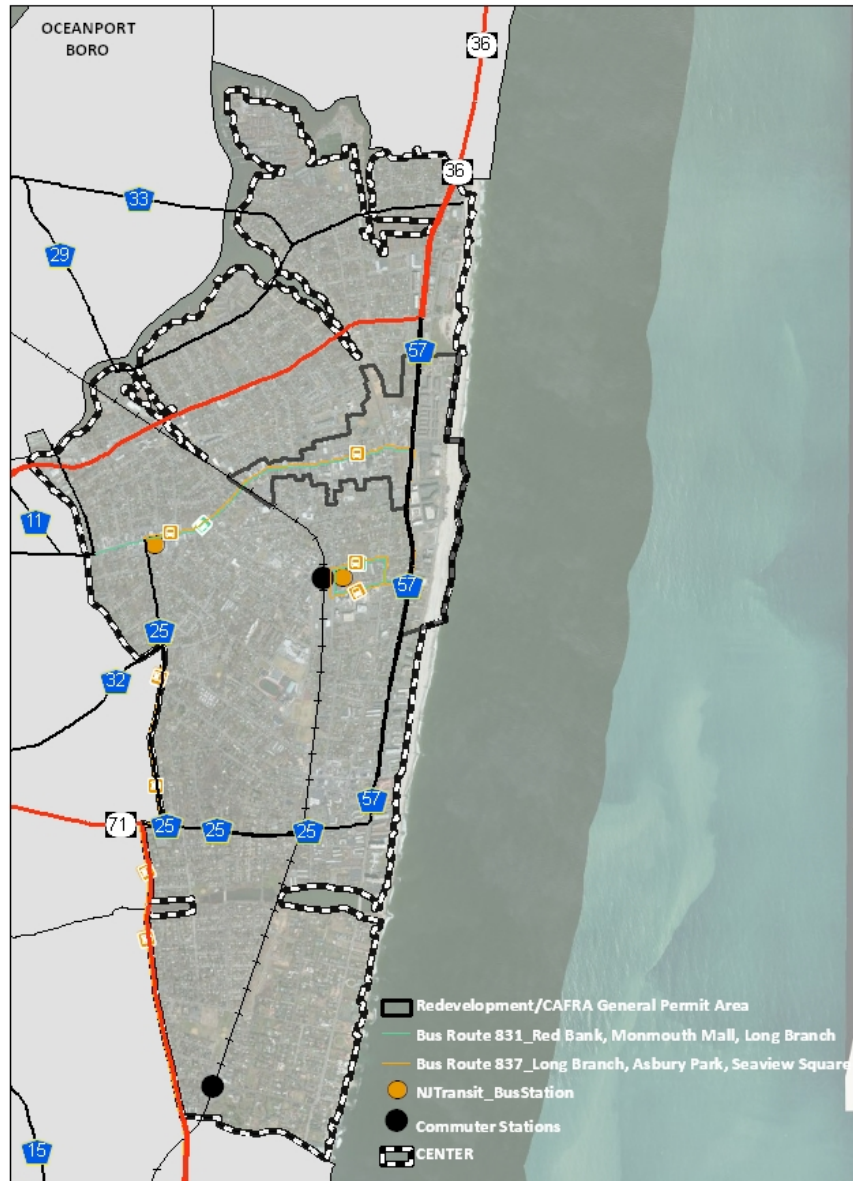 OCEANPORT
BORO
36
36
33
29
57
11
57
25
32
57
71
25
25
25
Redevelopment/CAFRA General Permit Area
Bus Route 831_Red Bank, Monmouth Mall, Long Branch
Bus Route 837_Long Branch, Asbury Park, Seaview Square
NJTransit_BusStation
Commuter Stations
CENTER
15